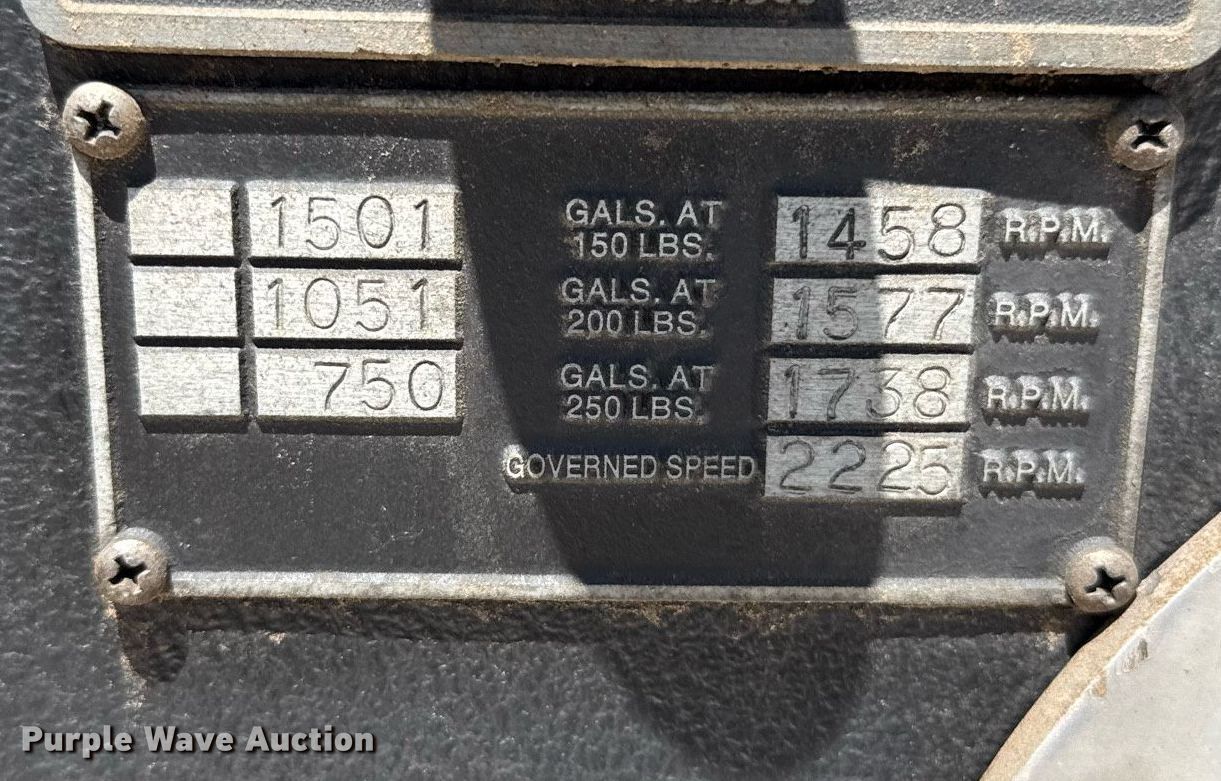 1501 GALS. AT 150 LBS. 1458 R.P.M.
1051 GALS. AT 200 LBS. 1577 R.P.M.
750 GALS. AT 250 LBS. 1738 R.P.M.
GOVERNED SPEED 2225 R.P.M.
Purple Wave Auction